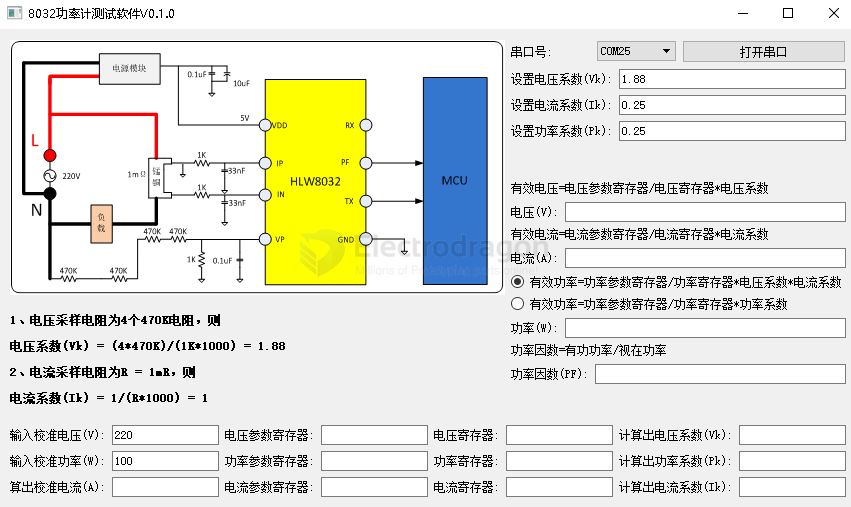 8032功率计测试软件V0.1.0
电源模块
0.1uF
10uF
5V
L
220V
N
1mΩ
锰铜
负载
1K
33nF
1K
33nF
470K
470K
470K
470K
1K
0.1uF
VDD
IP
IN
VP
HLW8032
RX
PF
TX
GND
MCU
Electrodragon
串口号:
COM25
打开串口
设置电压系数(Vk):
1.88
设置电流系数(Ik):
0.25
设置功率系数(Pk):
0.25
有效电压=电压参数寄存器/电压寄存器*电压系数
电压(V):
有效电流=电流参数寄存器/电流寄存器*电流系数
电流(A):
有效功率=功率参数寄存器/功率寄存器*电压系数*电流系数
有效功率=功率参数寄存器/功率寄存器*功率系数
功率(W):
功率因数=有功功率/视在功率
功率因数(PF):
1、电压采样电阻为4个470K电阻，则
电压系数(Vk) = (4*470K)/(1K*1000) = 1.88
2、电流采样电阻为R = 1mR，则
电流系数(Ik) = 1/(R*1000) = 1
输入校准电压(V): 220 电压参数寄存器: 电压寄存器: 计算出电压系数(Vk):
输入校准功率(W): 100 功率参数寄存器: 功率寄存器: 计算出功率系数(Pk):
算出校准电流(A): 电流参数寄存器: 电流寄存器: 计算出电流系数(Ik):